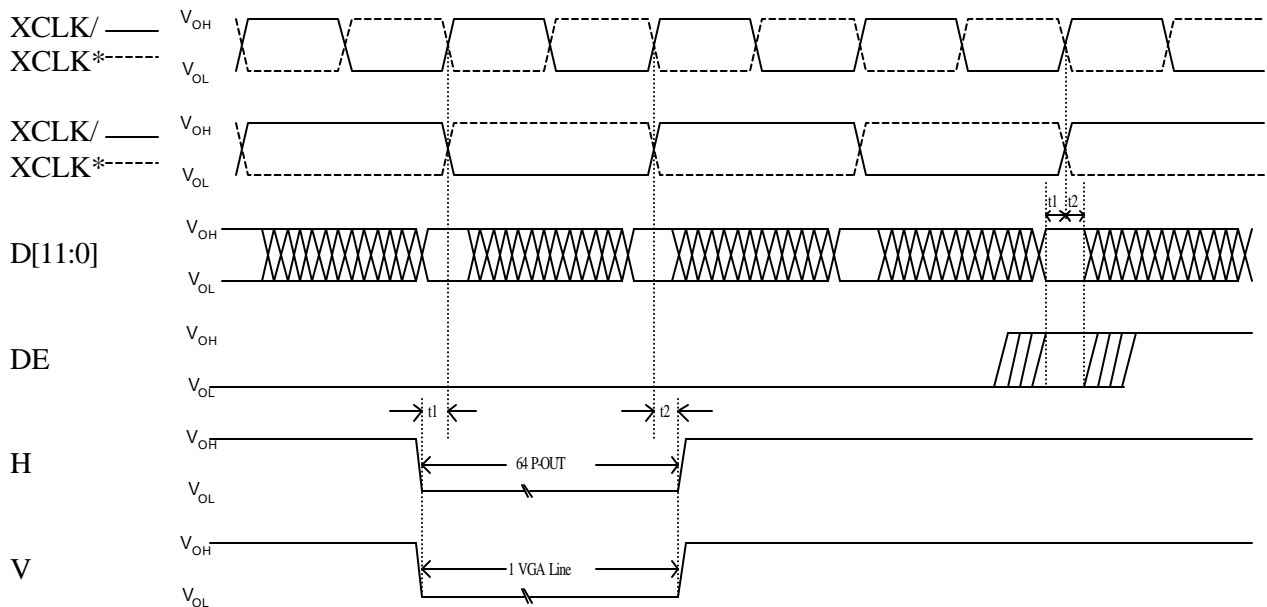 XCLK/
XCLK*
VOH
VOL
XCLK/
XCLK*
VOH
VOL
t1 t2
D[11:0]
VOH
VOL
DE
VOH
VOL
t1
t2
H
VOH
VOL
64 P-OUT
V
VOH
VOL
1 VGA Line